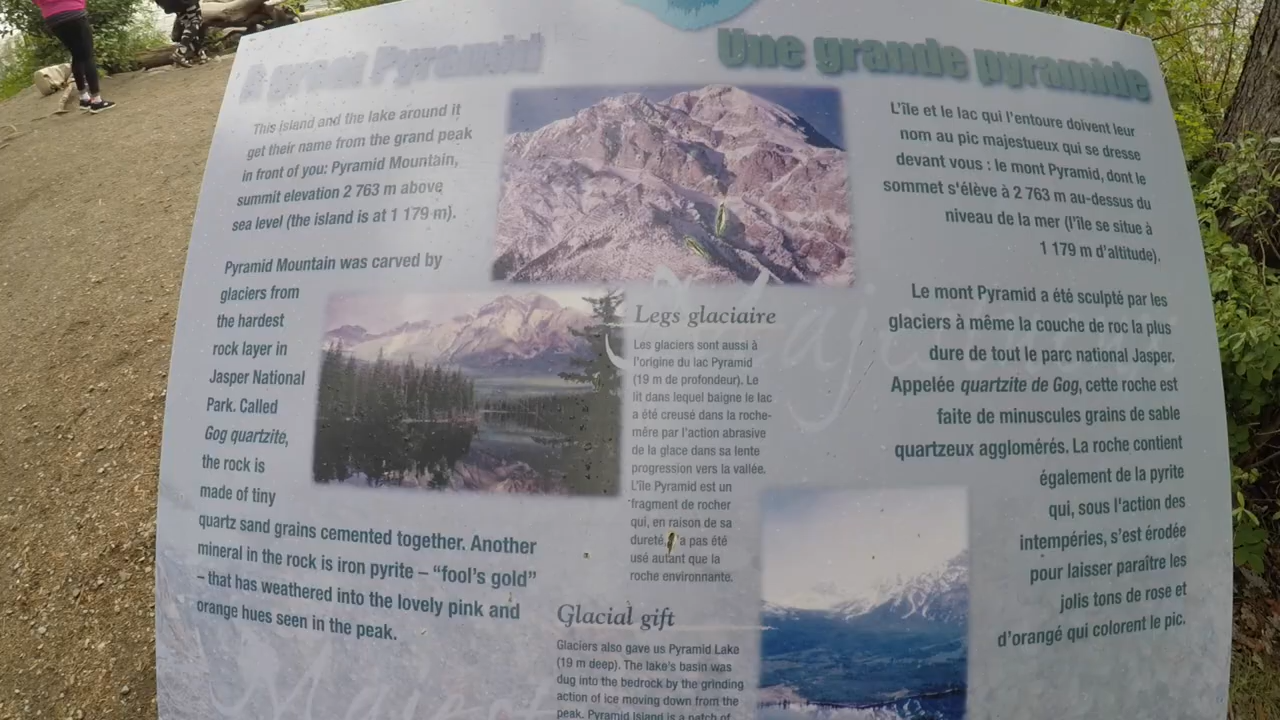 A great Pyramid
This island and the lake around it
get their name from the grand peak
in front of you: Pyramid Mountain,
summit elevation 2 763 m above
sea level (the island is at 1 179 m).
Pyramid Mountain was carved by
glaciers from
the hardest
rock layer in
Jasper National
Park. Called
Gog quartzite,
the rock is
made of tiny
quartz sand grains cemented together. Another
mineral in the rock is iron pyrite – “fool’s gold”
– that has weathered into the lovely pink and
orange hues seen in the peak.
Legs glaciaire
Les glaciers sont aussi à
l'origine du lac Pyramid
(19 m de profondeur). Le
lit dans lequel baigne le lac
a été creusé dans la roche-
mère par l'action abrasive
de la glace dans sa lente
progression vers la vallée.
L'île Pyramid est un
fragment de rocher
qui, en raison de sa
dureté, a pas été
usé autant que la
roche environnante.
Glacial gift
Glaciers also gave us Pyramid Lake
(19 m deep). The lake's basin was
dug into the bedrock by the grinding
action of ice moving down from the
peak. Pyramid Island is a patch of
Une grande pyramide
L'île et le lac qui l'entoure doivent leur
nom au pic majestueux qui se dresse
devant vous : le mont Pyramid, dont le
sommet s'élève à 2 763 m au-dessus du
niveau de la mer (l'île se situe à
1 179 m d'altitude).
Le mont Pyramid a été sculpté par les
glaciers à même la couche de roc la plus
dure de tout le parc national Jasper.
Appelée quartzite de Gog, cette roche est
faite de minuscules grains de sable
quartzeux agglomérés. La roche contient
également de la pyrite
qui, sous l'action des
intempéries, s'est érodée
pour laisser paraître les
jolis tons de rose et
d'orangé qui colorent le pic.